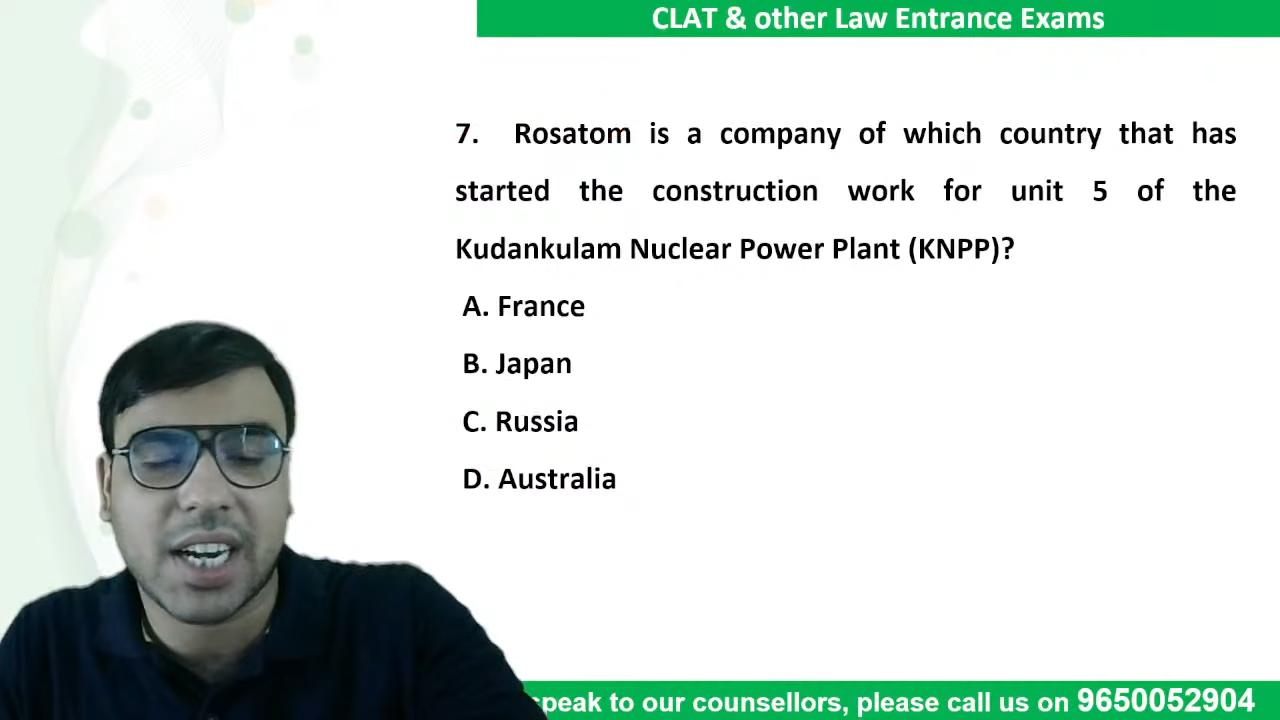 CLAT & other Law Entrance Exams
7. Rosatom is a company of which country that has
started the construction work for unit 5 of the
Kudankulam Nuclear Power Plant (KNPP)?
A. France
B. Japan
C. Russia
D. Australia
speak to our counsellors, please call us on 9650052904